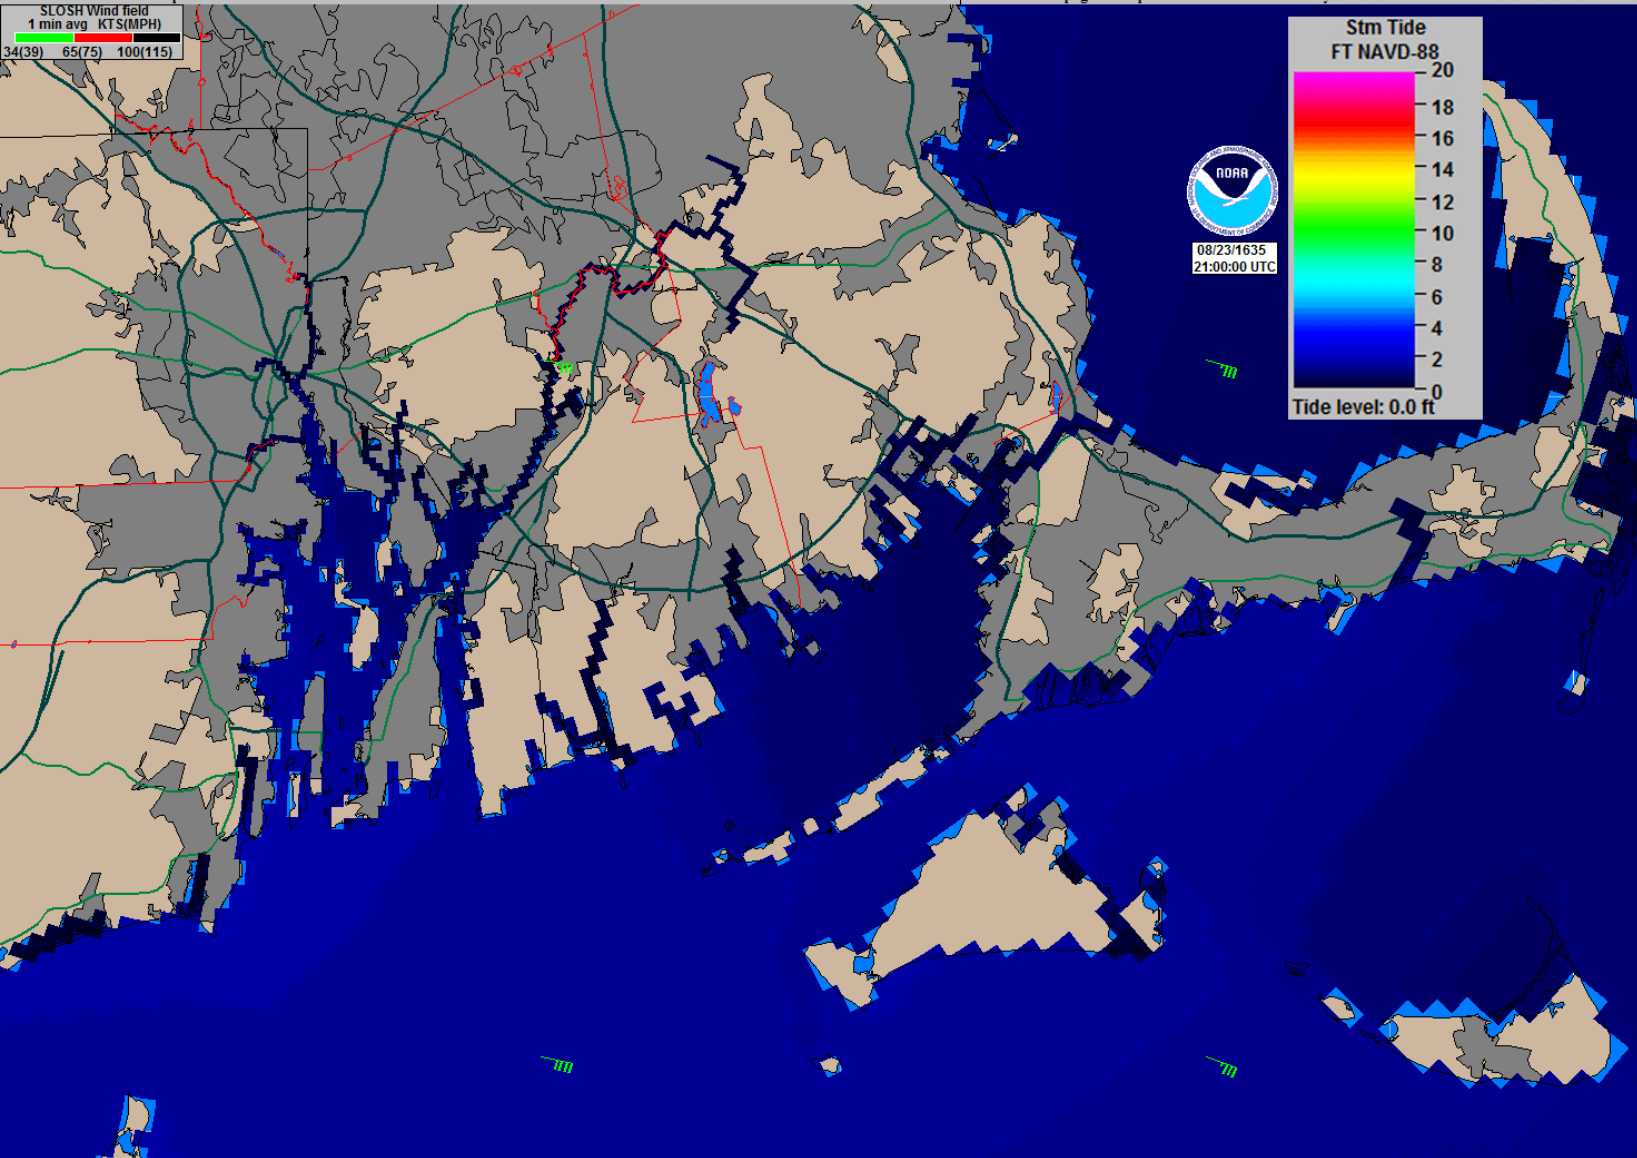 SLOSH Wind field
1 min avg KTS(MPH)
34(39) 65(75) 100(115)
Stm Tide
FT NAVD-88
20
18
16
14
12
10
8
6
4
2
0
Tide level: 0.0 ft
NOAA
08/23/1635
21:00:00 UTC